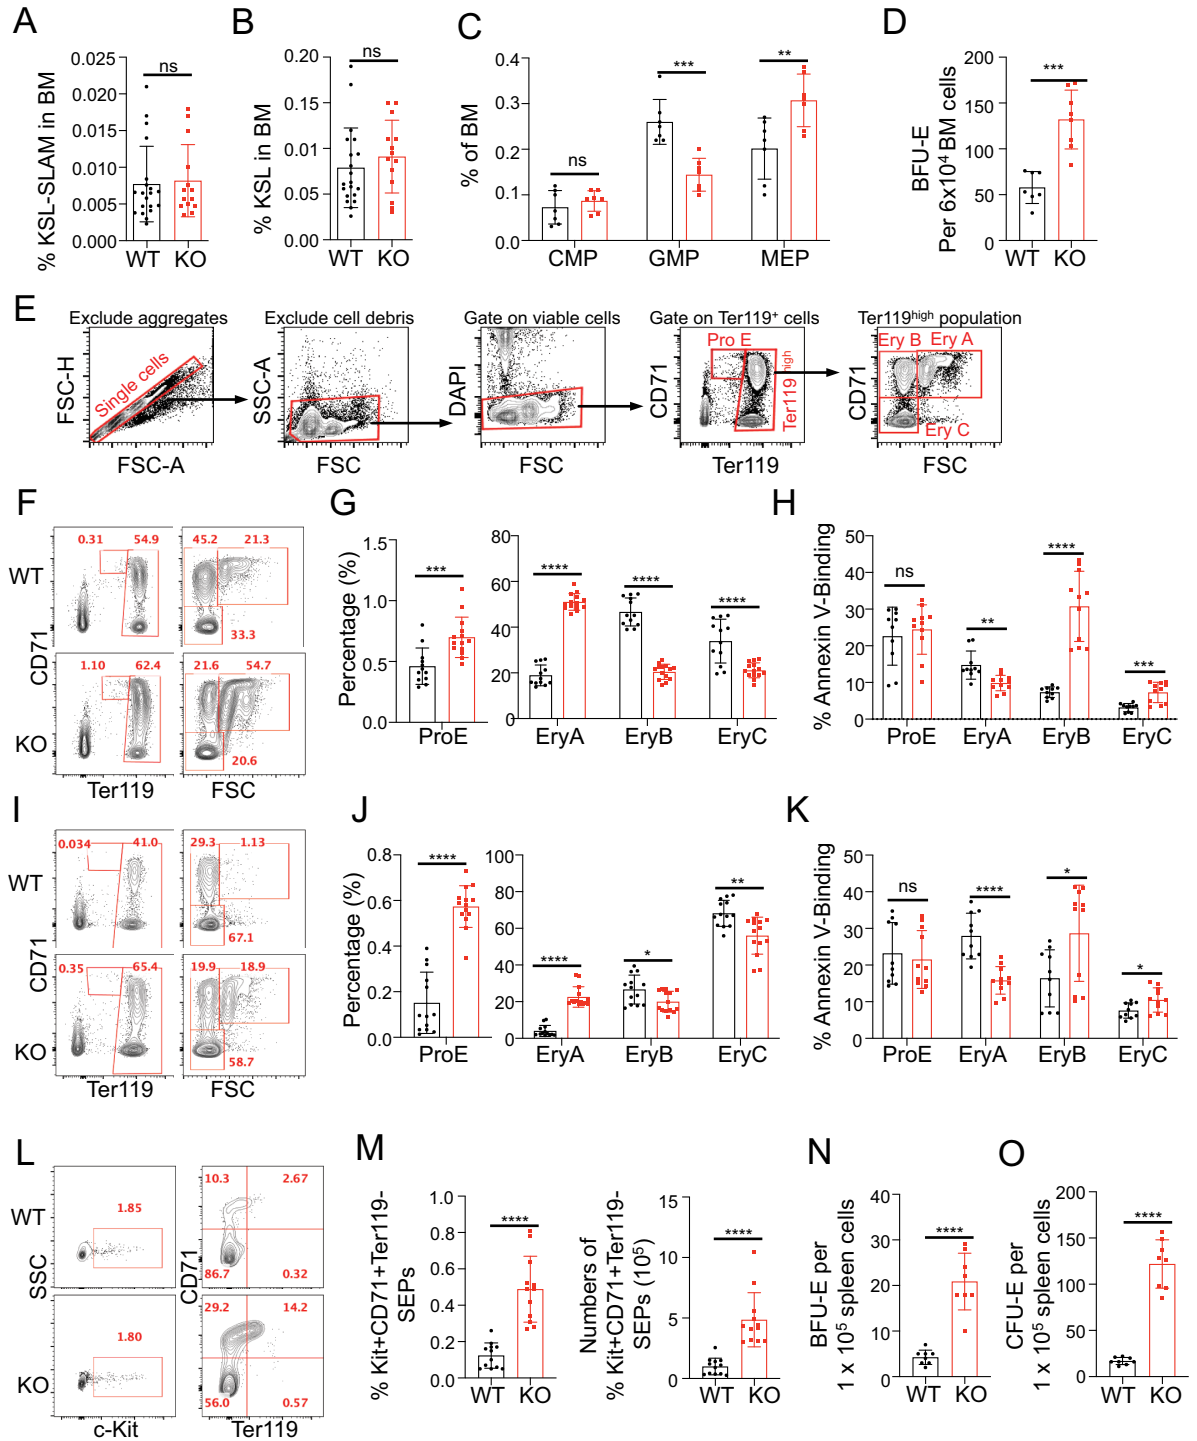 A
% KSL-SLAM in BM
0.025
0.020
0.015
0.010
0.005
0.000
ns
WT KO
B
% KSL in BM
0.20
0.15
0.10
0.05
0.00
ns
WT KO
C
% of BM
0.4
0.3
0.2
0.1
0.0
ns
***
**
CMP GMP MEP
D
BFU-E
Per 6x10⁴ BM cells
200
150
100
50
0
***
WT KO
E
Exclude aggregates
FSC-H
Single cells
FSC-A
Exclude cell debris
SSC-A
FSC
Gate on viable cells
DAPI
FSC
Gate on Ter119⁺ cells
CD71
Pro E
Ter119 high
Ter119
Ter119ʰⁱᵍʰ population
CD71
Ery B Ery A
Ery C
FSC
F
WT
0.31 54.9
45.2 21.3
33.3
CD71
KO
1.10 62.4
21.6 54.7
20.6
Ter119 FSC
G
Percentage (%)
1.5
1.0
0.5
0.0
***
ProE
80
60
40
20
0
****
****
****
EryA EryB EryC
H
% Annexin V-Binding
50
40
30
20
10
0
ns
**
****
***
ProE EryA EryB EryC
I
WT
0.034 41.0
29.3 1.13
67.1
CD71
KO
0.35 65.4
19.9 18.9
58.7
Ter119 FSC
J
Percentage (%)
0.8
0.6
0.4
0.2
0.0
****
ProE
100
80
60
40
20
0
****
*
**
EryA EryB EryC
K
% Annexin V-Binding
50
40
30
20
10
0
ns
****
*
*
ProE EryA EryB EryC
L
WT
SSC
1.85
CD71
10.3 2.67
86.7 0.32
KO
1.80
29.2 14.2
56.0 0.57
c-Kit Ter119
M
% Kit+CD71+Ter119-
SEPs
1.0
0.8
0.6
0.4
0.2
0.0
****
WT KO
Numbers of
% Kit+CD71+Ter119-
SEPs (10⁵)
15
10
5
0
****
WT KO
N
BFU-E per
1 x 10⁵ spleen cells
40
30
20
10
0
****
WT KO
O
CFU-E per
1 x 10⁵ spleen cells
200
150
100
50
0
****
WT KO